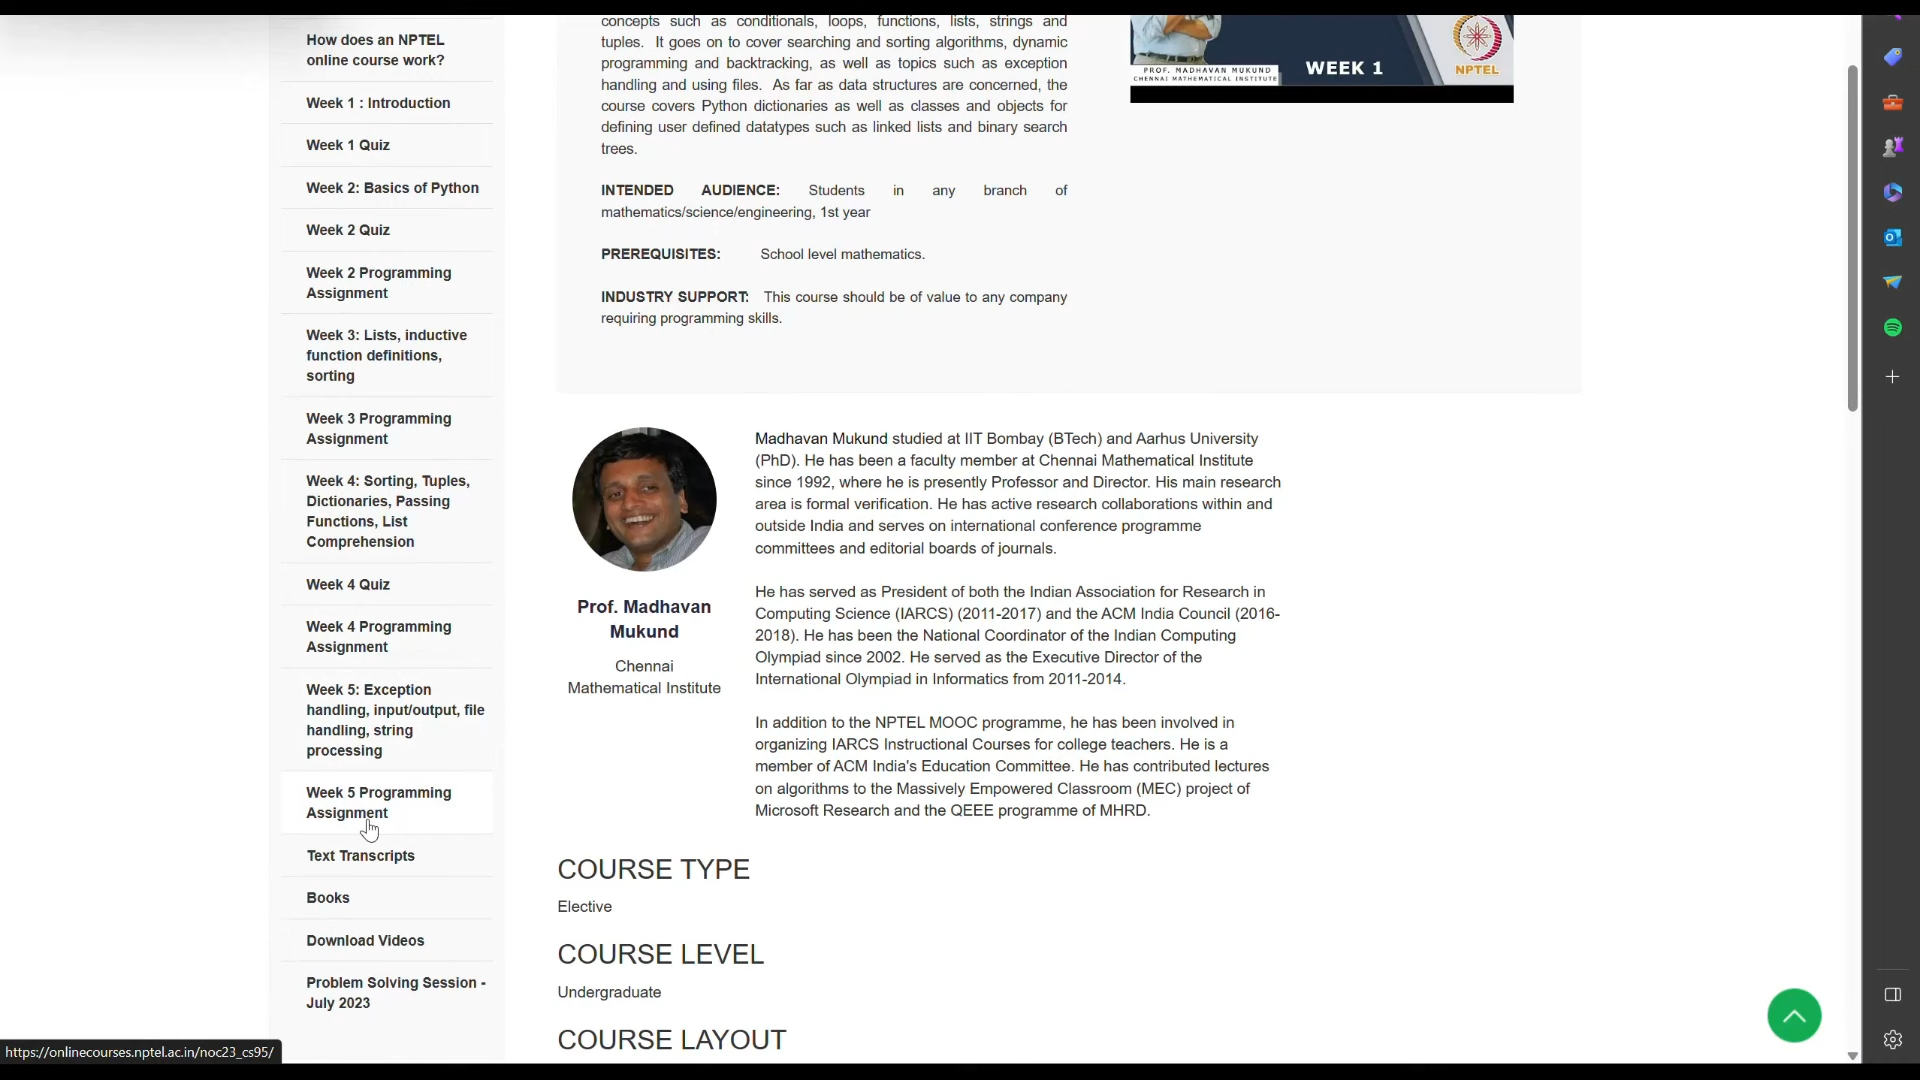 How does an NPTEL
online course work?
Week 1 : Introduction
Week 1 Quiz
Week 2: Basics of Python
Week 2 Quiz
Week 2 Programming
Assignment
Week 3: Lists, inductive
function definitions,
sorting
Week 3 Programming
Assignment
Week 4: Sorting, Tuples,
Dictionaries, Passing
Functions, List
Comprehension
Week 4 Quiz
Week 4 Programming
Assignment
Week 5: Exception
handling, input/output, file
handling, string
processing
Week 5 Programming
Assignment
Text Transcripts
Books
Download Videos
Problem Solving Session -
July 2023
https://onlinecourses.nptel.ac.in/noc23_cs95/
concepts such as conditionals, loops, functions, lists, strings and
tuples. It goes on to cover searching and sorting algorithms, dynamic
programming and backtracking, as well as topics such as exception
handling and using files. As far as data structures are concerned, the
course covers Python dictionaries as well as classes and objects for
defining user defined datatypes such as linked lists and binary search
trees.
INTENDED AUDIENCE: Students in any branch of
mathematics/science/engineering, 1st year
PREREQUISITES: School level mathematics.
INDUSTRY SUPPORT: This course should be of value to any company
requiring programming skills.
PROF. MADHAVAN MUKUND
CHENNAI MATHEMATICAL INSTITUTE
WEEK 1
NPTEL
Prof. Madhavan
Mukund
Chennai
Mathematical Institute
Madhavan Mukund studied at IIT Bombay (BTech) and Aarhus University
(PhD). He has been a faculty member at Chennai Mathematical Institute
since 1992, where he is presently Professor and Director. His main research
area is formal verification. He has active research collaborations within and
outside India and serves on international conference programme
committees and editorial boards of journals.
He has served as President of both the Indian Association for Research in
Computing Science (IARCS) (2011-2017) and the ACM India Council (2016-
2018). He has been the National Coordinator of the Indian Computing
Olympiad since 2002. He served as the Executive Director of the
International Olympiad in Informatics from 2011-2014.
In addition to the NPTEL MOOC programme, he has been involved in
organizing IARCS Instructional Courses for college teachers. He is a
member of ACM India's Education Committee. He has contributed lectures
on algorithms to the Massively Empowered Classroom (MEC) project of
Microsoft Research and the QEEE programme of MHRD.
COURSE TYPE
Elective
COURSE LEVEL
Undergraduate
COURSE LAYOUT